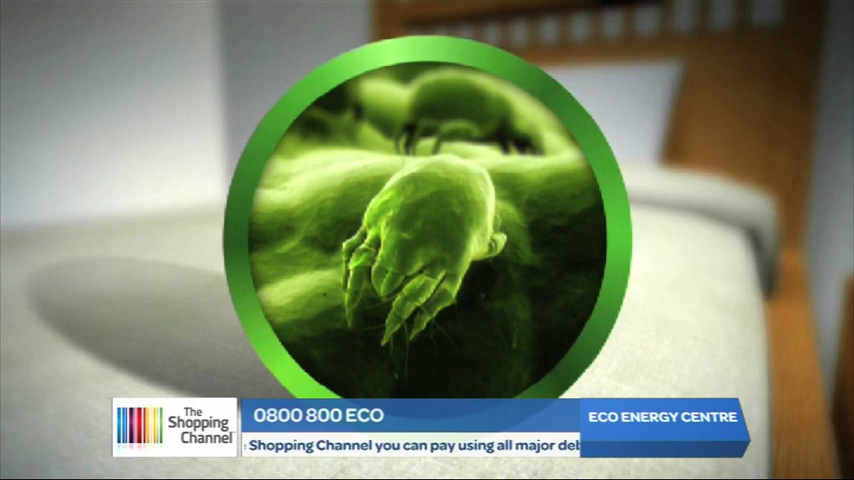 The
Shopping
Channel
0800 800 ECO
Shopping Channel you can pay using all major
ECO ENERGY CENTRE